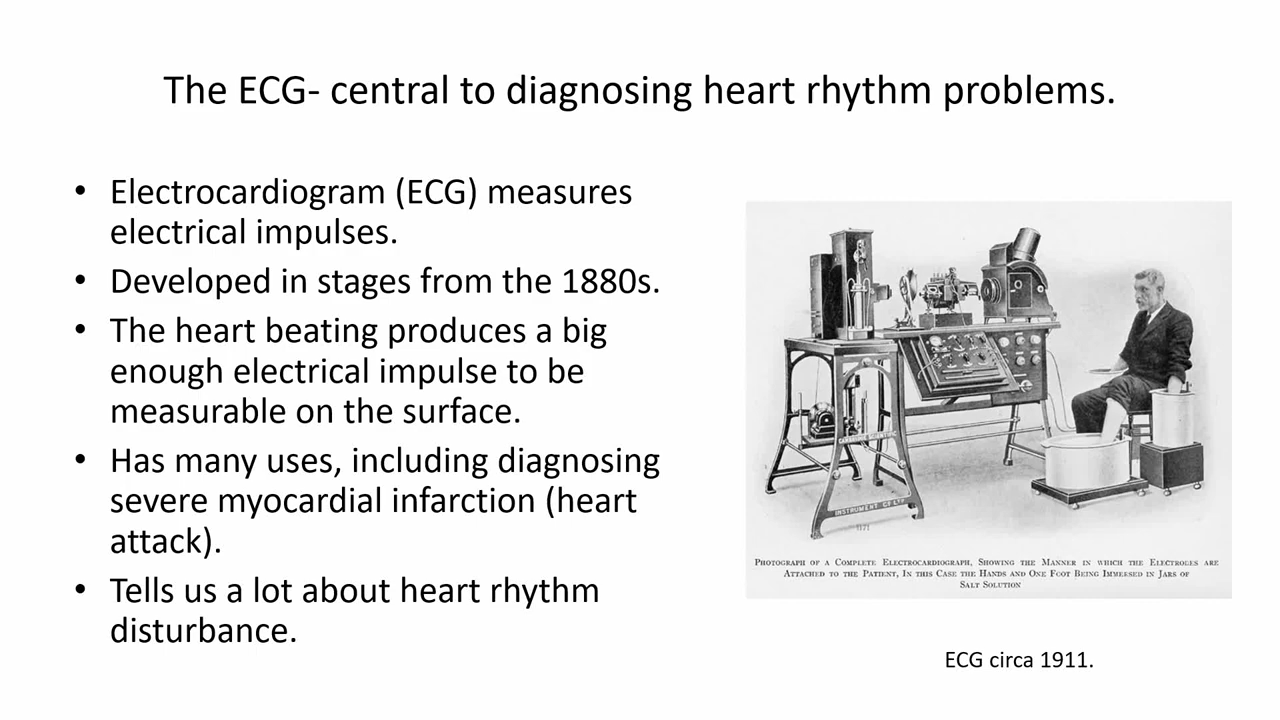 The ECG- central to diagnosing heart rhythm problems.
• Electrocardiogram (ECG) measures
electrical impulses.
• Developed in stages from the 1880s.
• The heart beating produces a big
enough electrical impulse to be
measurable on the surface.
• Has many uses, including diagnosing
severe myocardial infarction (heart
attack).
• Tells us a lot about heart rhythm
disturbance.
INSTRUMENT CO LTD
Photograph of a Complete Electrocardiograph, Showing the Manner in which the Electrodes are
Attached to the Patient, In this Case the Hands and One Foot Being Immersed in Jars of
Salt Solution
ECG circa 1911.